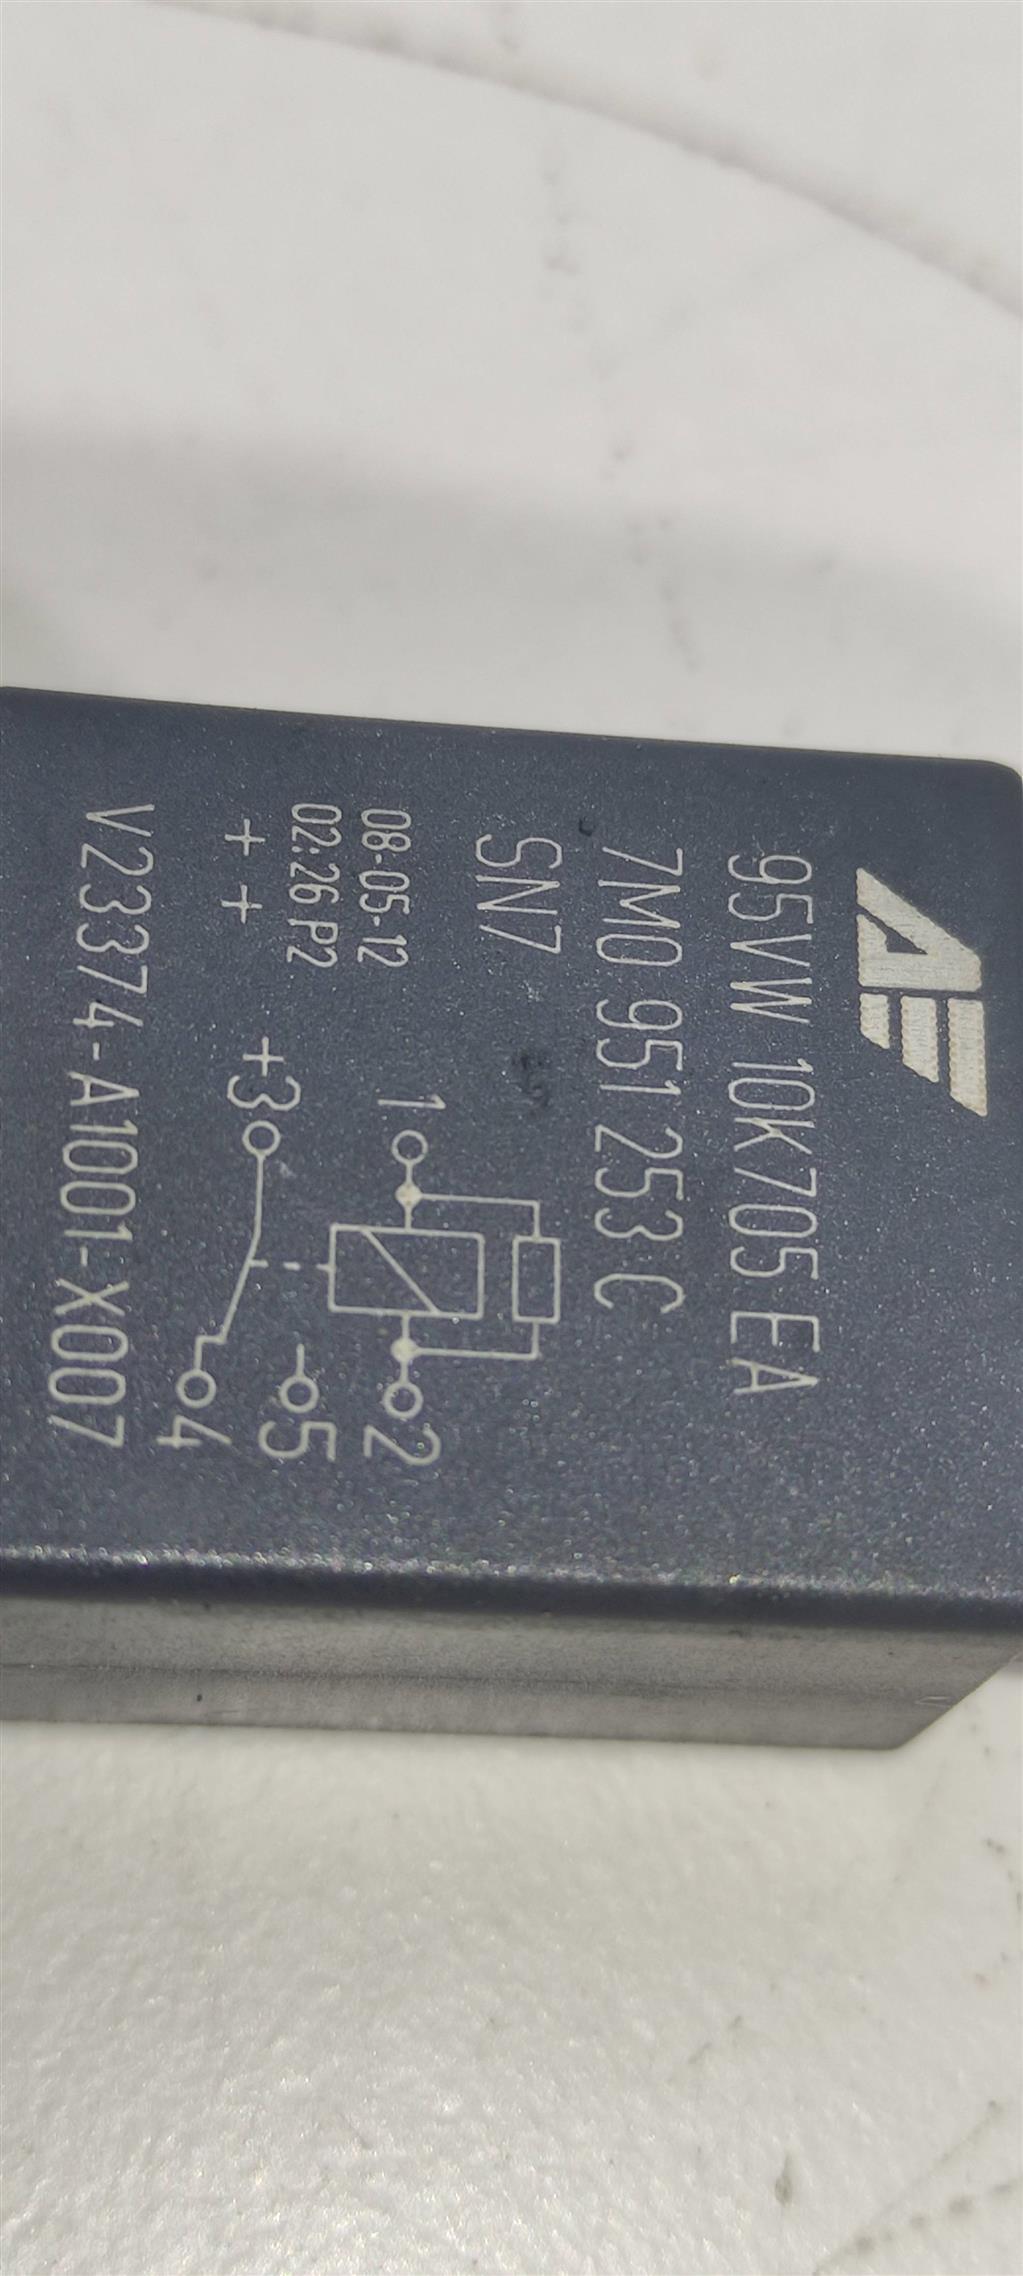 AE
95VW 10K705 EA
7M0 951 253 C
SN7
08-05-12
02:26 P2
+ +
1
2
+3
5
4
V23374-A1001-X007